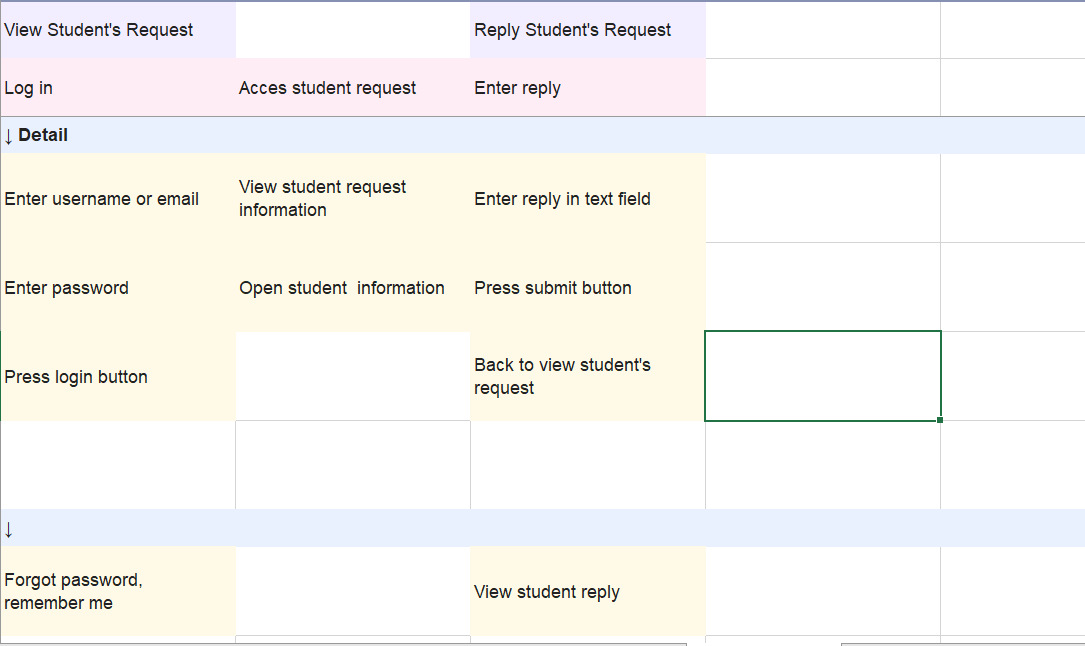 View Student's Request
Reply Student's Request
Log in
Acces student request
Enter reply
↓ Detail
Enter username or email
View student request
information
Enter reply in text field
Enter password
Open student  information
Press submit button
Press login button
Back to view student's
request
↓
Forgot password,
remember me
View student reply